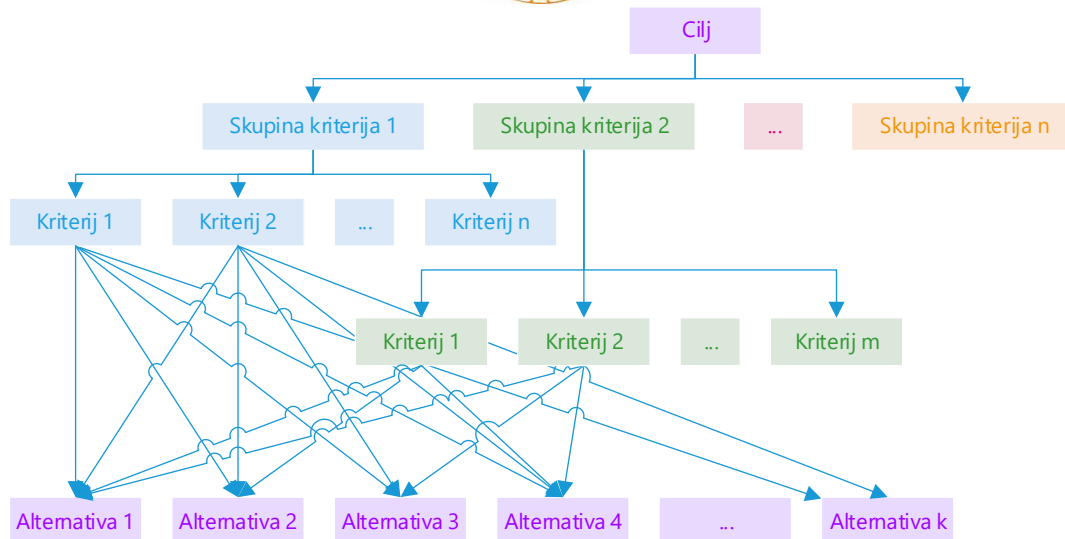 Cilj
Skupina kriterija 1
Skupina kriterija 2
...
Skupina kriterija n
Kriterij 1
Kriterij 2
...
Kriterij n
Kriterij 1
Kriterij 2
...
Kriterij m
Alternativa 1
Alternativa 2
Alternativa 3
Alternativa 4
...
Alternativa k